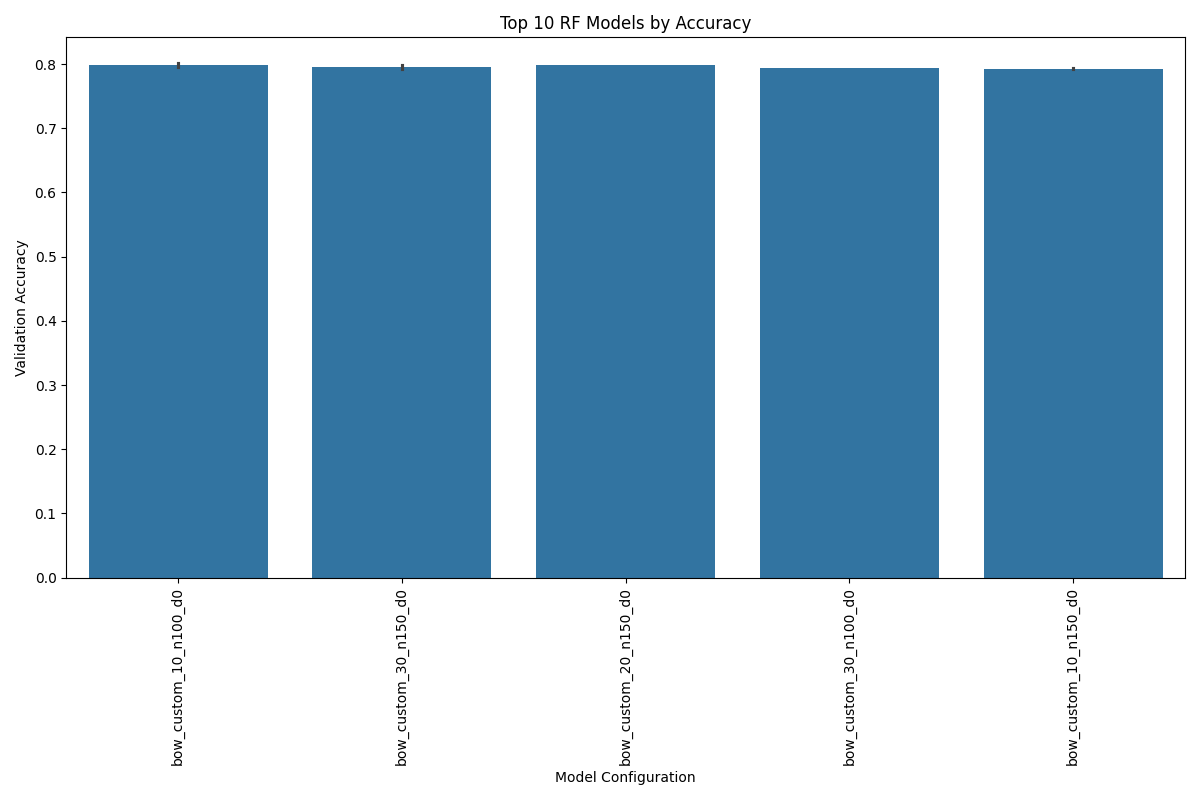 Top 10 RF Models by Accuracy
Validation Accuracy
0.8
0.7
0.6
0.5
0.4
0.3
0.2
0.1
0.0
bow_custom_10_n100_d0
bow_custom_30_n150_d0
bow_custom_20_n150_d0
bow_custom_30_n100_d0
bow_custom_10_n150_d0
Model Configuration